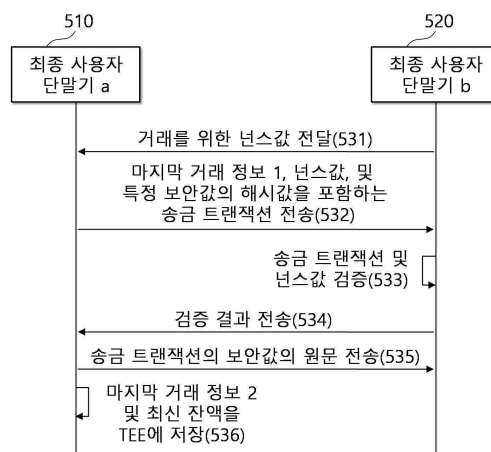 510
520
최종 사용자
단말기 a
최종 사용자
단말기 b
거래를 위한 넌스값 전달(531)
마지막 거래 정보 1, 넌스값, 및
특정 보안값의 해시값을 포함하는
송금 트랜잭션 전송(532)
송금 트랜잭션 및
넌스값 검증(533)
검증 결과 전송(534)
송금 트랜잭션의 보안값의 원문 전송(535)
마지막 거래 정보 2
및 최신 잔액을
TEE에 저장(536)